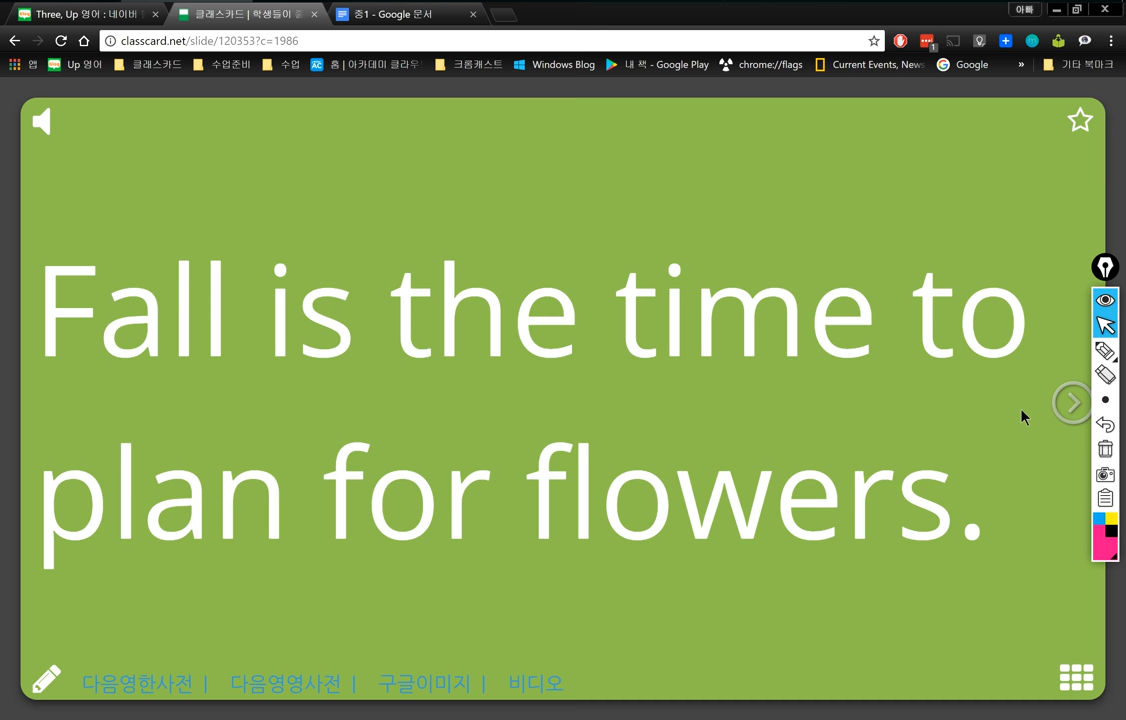 Three, Up 영어 : 네이버
클래스카드 | 학생들이 중
중1 - Google 문서
아빠
classcard.net/slide/120353?c=1986
1
앱
Up 영어
클래스카드
수업준비
수업
홈 | 아카데미 클라우
크롬캐스트
Windows Blog
내 책 - Google Play
chrome://flags
Current Events, News
Google
»
기타 북마크
Fall is the time to
plan for flowers.
다음영한사전 | 다음영영사전 | 구글이미지 | 비디오